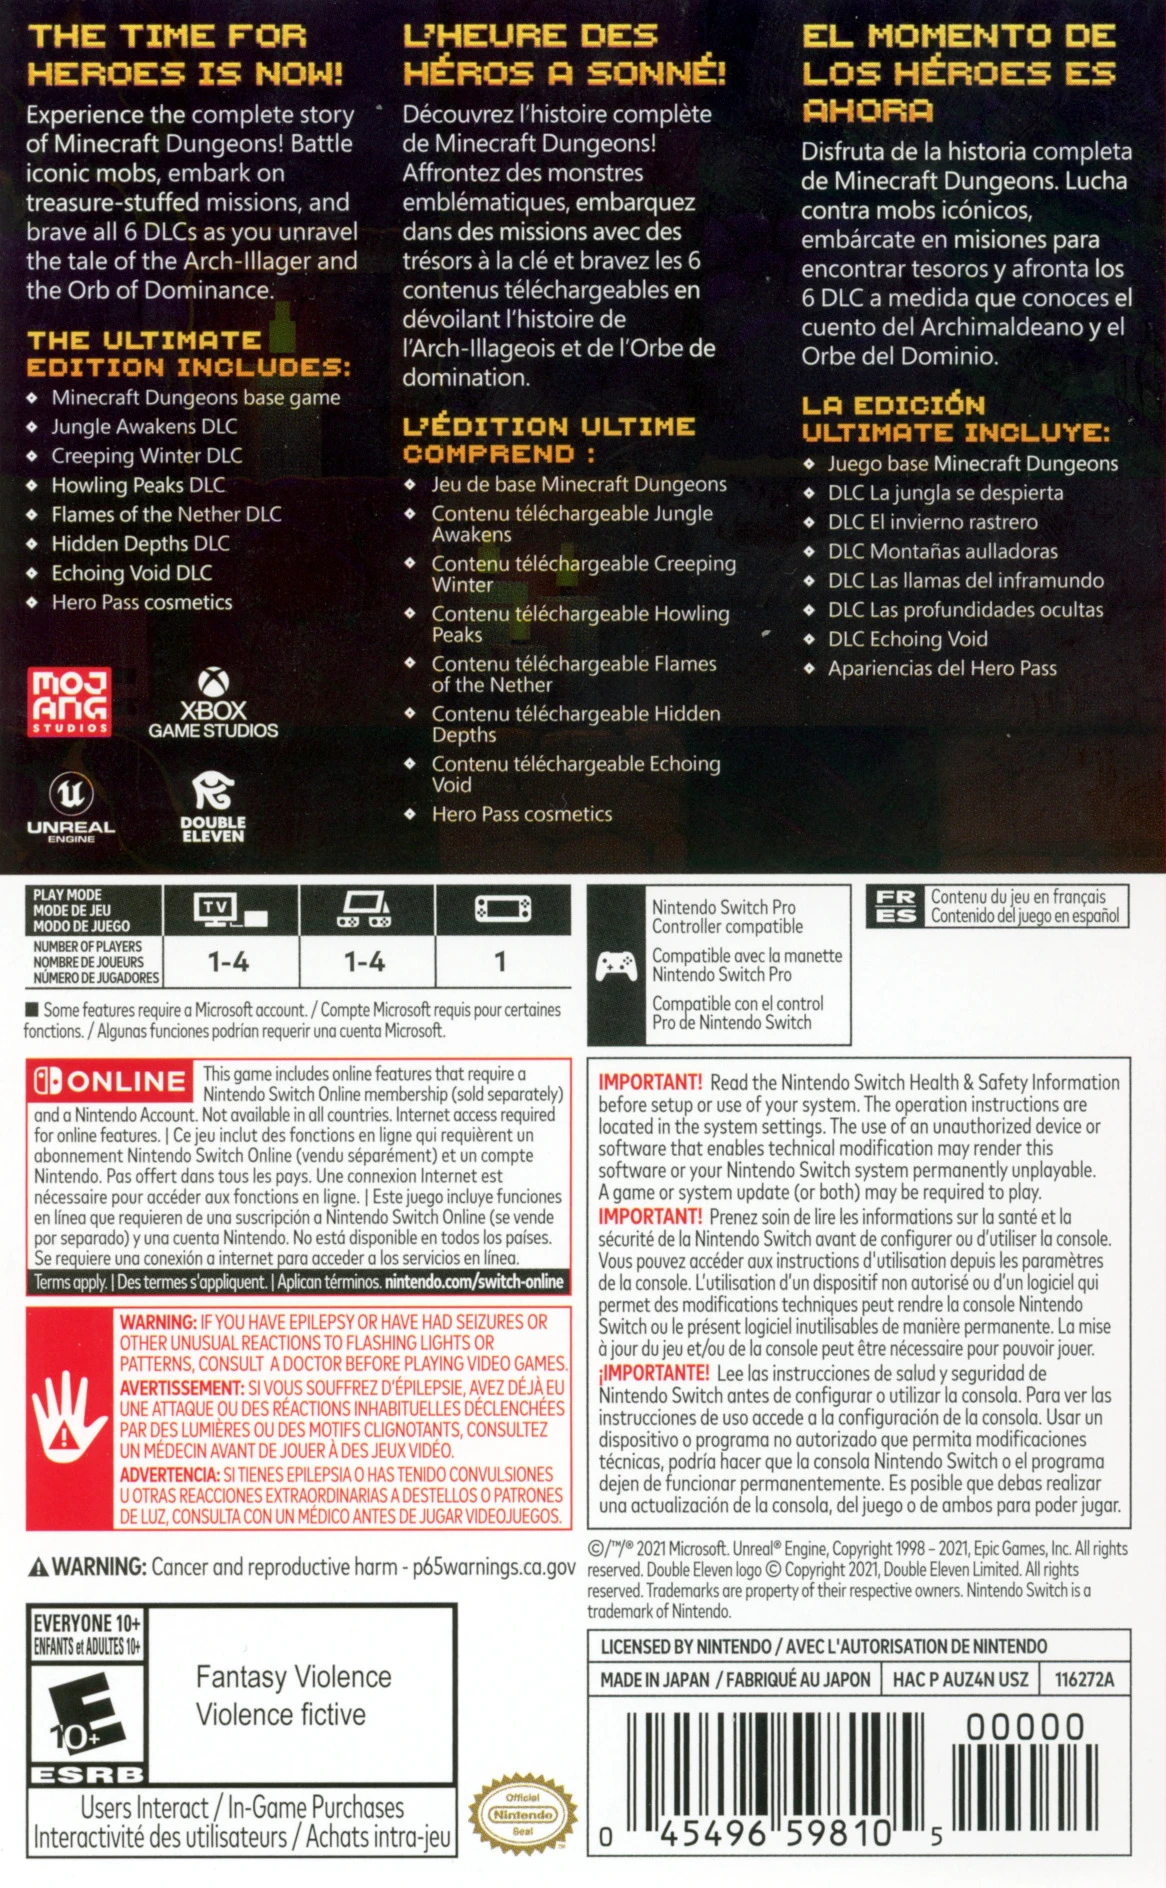 THE TIME FOR
HEROES IS NOW!
Experience the complete story
of Minecraft Dungeons! Battle
iconic mobs, embark on
treasure-stuffed missions, and
brave all 6 DLCs as you unravel
the tale of the Arch-Illager and
the Orb of Dominance.
THE ULTIMATE
EDITION INCLUDES:
Minecraft Dungeons base game
Jungle Awakens DLC
Creeping Winter DLC
Howling Peaks DLC
Flames of the Nether DLC
Hidden Depths DLC
Echoing Void DLC
Hero Pass cosmetics
MOJANG
STUDIOS
XBOX
GAME STUDIOS
UNREAL
ENGINE
DOUBLE
ELEVEN
L'HEURE DES
HÉROS A SONNÉ!
Découvrez l'histoire complète
de Minecraft Dungeons!
Affrontez des monstres
emblématiques, embarquez
dans des missions avec des
trésors à la clé et bravez les 6
contenus téléchargeables en
dévoilant l'histoire de
l'Arch-Illageois et de l'Orbe de
domination.
L'ÉDITION ULTIME
COMPREND :
Jeu de base Minecraft Dungeons
Contenu téléchargeable Jungle
Awakens
Contenu téléchargeable Creeping
Winter
Contenu téléchargeable Howling
Peaks
Contenu téléchargeable Flames
of the Nether
Contenu téléchargeable Hidden
Depths
Contenu téléchargeable Echoing
Void
Hero Pass cosmetics
EL MOMENTO DE
LOS HÉROES ES
AHORA
Disfruta de la historia completa
de Minecraft Dungeons. Lucha
contra mobs icónicos,
embárcate en misiones para
encontrar tesoros y afronta los
6 DLC a medida que conoces el
cuento del Archimaldeano y el
Orbe del Dominio.
LA EDICIÓN
ULTIMATE INCLUYE:
Juego base Minecraft Dungeons
DLC La jungla se despierta
DLC El invierno rastrero
DLC Montañas aulladoras
DLC Las llamas del inframundo
DLC Las profundidades ocultas
DLC Echoing Void
Apariencias del Hero Pass
PLAY MODE
MODE DE JEU
MODO DE JUEGO
TV
NUMBER OF PLAYERS
NOMBRE DE JOUEURS
NÚMERO DE JUGADORES
1-4
1-4
1
Nintendo Switch Pro
Controller compatible
Compatible avec la manette
Nintendo Switch Pro
Compatible con el control
Pro de Nintendo Switch
FR Contenu du jeu en français
ES Contenido del juego en español
■ Some features require a Microsoft account. / Compte Microsoft requis pour certaines
fonctions. / Algunas funciones podrían requerir una cuenta Microsoft.
ONLINE
This game includes online features that require a
Nintendo Switch Online membership (sold separately)
and a Nintendo Account. Not available in all countries. Internet access required
for online features. | Ce jeu inclut des fonctions en ligne qui requièrent un
abonnement Nintendo Switch Online (vendu séparément) et un compte
Nintendo. Pas offert dans tous les pays. Une connexion Internet est
nécessaire pour accéder aux fonctions en ligne. | Este juego incluye funciones
en línea que requieren de una suscripción a Nintendo Switch Online (se vende
por separado) y una cuenta Nintendo. No está disponible en todos los países.
Se requiere una conexión a internet para acceder a los servicios en línea.
Terms apply. | Des termes s'appliquent. | Aplican términos. nintendo.com/switch-online
WARNING: IF YOU HAVE EPILEPSY OR HAVE HAD SEIZURES OR
OTHER UNUSUAL REACTIONS TO FLASHING LIGHTS OR
PATTERNS, CONSULT A DOCTOR BEFORE PLAYING VIDEO GAMES.
AVERTISSEMENT: SI VOUS SOUFFREZ D'ÉPILEPSIE, AVEZ DÉJÀ EU
UNE ATTAQUE OU DES RÉACTIONS INHABITUELLES DÉCLENCHÉES
PAR DES LUMIÈRES OU DES MOTIFS CLIGNOTANTS, CONSULTEZ
UN MÉDECIN AVANT DE JOUER À DES JEUX VIDÉO.
ADVERTENCIA: SI TIENES EPILEPSIA O HAS TENIDO CONVULSIONES
U OTRAS REACCIONES EXTRAORDINARIAS A DESTELLOS O PATRONES
DE LUZ, CONSULTA CON UN MÉDICO ANTES DE JUGAR VIDEOJUEGOS.
WARNING: Cancer and reproductive harm - p65warnings.ca.gov
IMPORTANT! Read the Nintendo Switch Health & Safety Information
before setup or use of your system. The operation instructions are
located in the system settings. The use of an unauthorized device or
software that enables technical modification may render this
software or your Nintendo Switch system permanently unplayable.
A game or system update (or both) may be required to play.
IMPORTANT! Prenez soin de lire les informations sur la santé et la
sécurité de la Nintendo Switch avant de configurer ou d'utiliser la console.
Vous pouvez accéder aux instructions d'utilisation depuis les paramètres
de la console. L'utilisation d'un dispositif non autorisé ou d'un logiciel qui
permet des modifications techniques peut rendre la console Nintendo
Switch ou le présent logiciel inutilisables de manière permanente. La mise
à jour du jeu et/ou de la console peut être nécessaire pour pouvoir jouer.
¡IMPORTANTE! Lee las instrucciones de salud y seguridad de
Nintendo Switch antes de configurar o utilizar la consola. Para ver las
instrucciones de uso accede a la configuración de la consola. Usar un
dispositivo o programa no autorizado que permita modificaciones
técnicas, podría hacer que la consola Nintendo Switch o el programa
dejen de funcionar permanentemente. Es posible que debas realizar
una actualización de la consola, del juego o de ambos para poder jugar.
©/™/® 2021 Microsoft. Unreal® Engine, Copyright 1998 – 2021, Epic Games, Inc. All rights
reserved. Double Eleven logo © Copyright 2021, Double Eleven Limited. All rights
reserved. Trademarks are property of their respective owners. Nintendo Switch is a
trademark of Nintendo.
EVERYONE 10+
ENFANTS et ADULTES 10+
E
10+
ESRB
Fantasy Violence
Violence fictive
Users Interact / In-Game Purchases
Interactivité des utilisateurs / Achats intra-jeu
Official
Nintendo
Seal
LICENSED BY NINTENDO / AVEC L'AUTORISATION DE NINTENDO
MADE IN JAPAN / FABRIQUÉ AU JAPON
HAC P AUZ4N USZ
116272A
00000
0 45496 59810 5